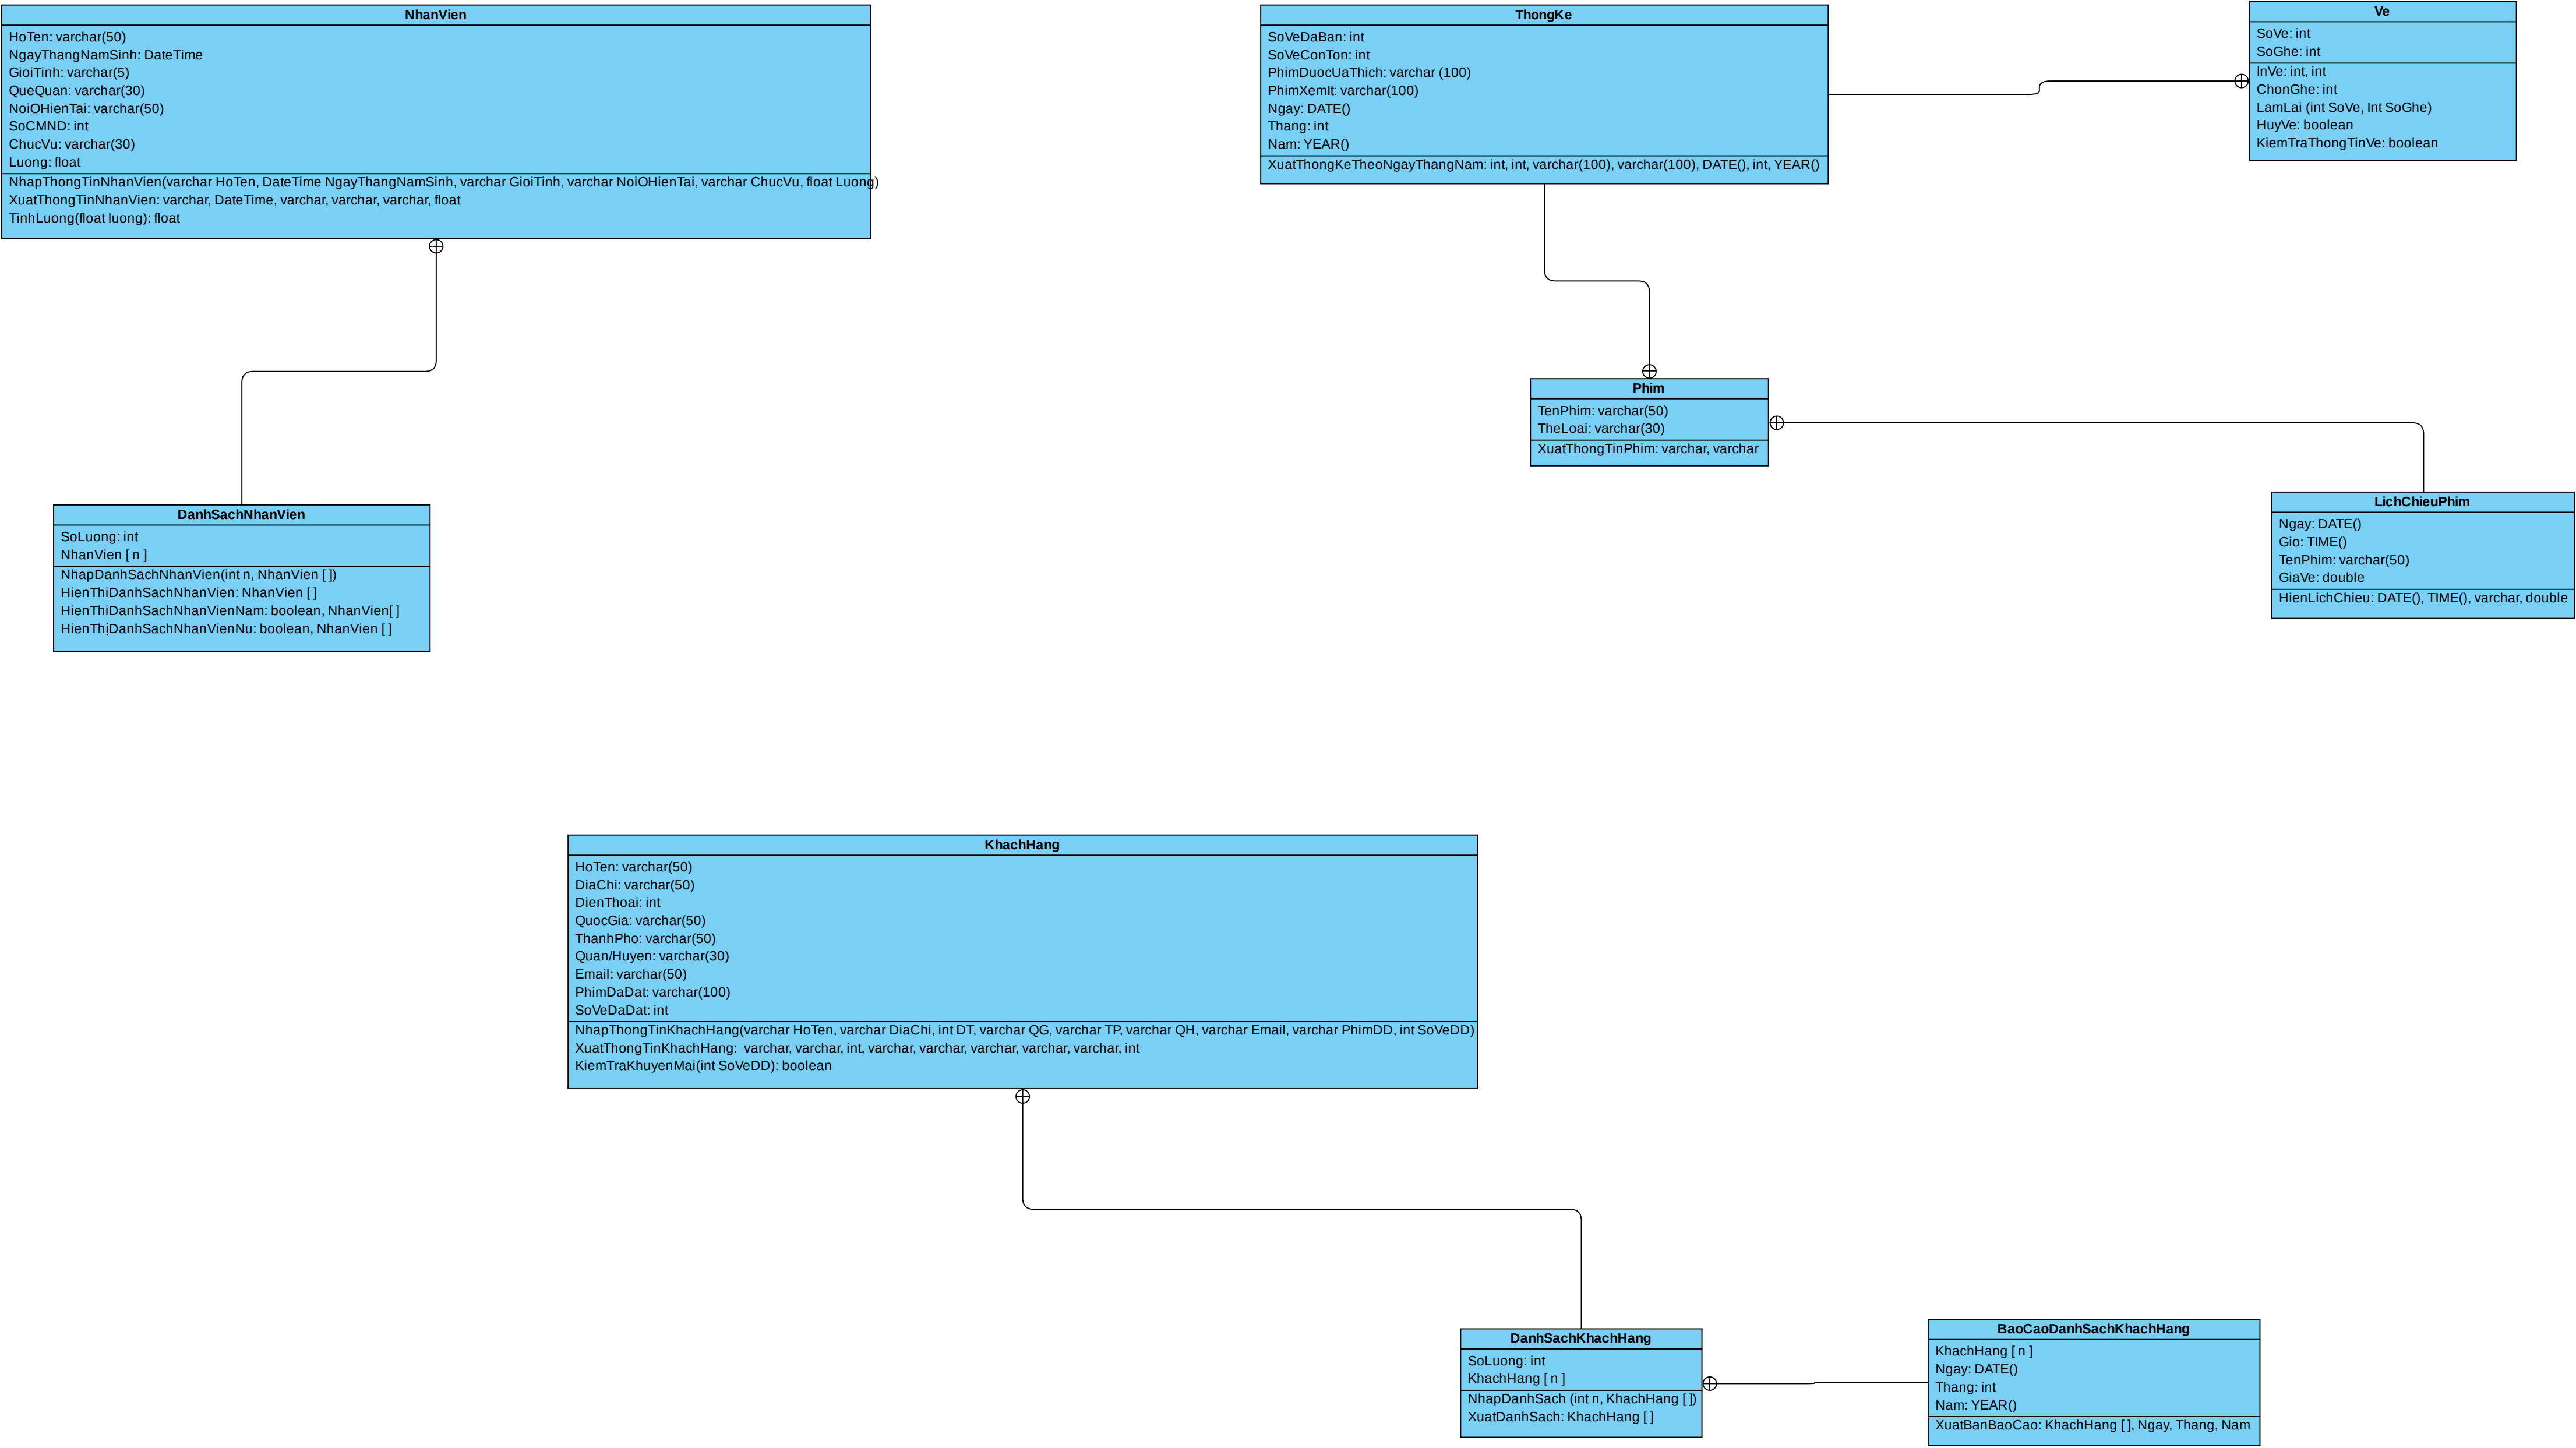 NhanVien
HoTen: varchar(50)
NgayThangNamSinh: DateTime
GioiTinh: varchar(5)
QueQuan: varchar(30)
NoiOHienTai: varchar(50)
SoCMND: int
ChucVu: varchar(30)
Luong: float
NhapThongTinNhanVien(varchar HoTen, DateTime NgayThangNamSinh, varchar GioiTinh, varchar NoiOHienTai, varchar ChucVu, float Luong)
XuatThongTinNhanVien: varchar, DateTime, varchar, varchar, varchar, float
TinhLuong(float luong): float
ThongKe
SoVeDaBan: int
SoVeConTon: int
PhimDuocUaThich: varchar (100)
PhimXemIt: varchar(100)
Ngay: DATE()
Thang: int
Nam: YEAR()
XuatThongKeTheoNgayThangNam: int, int, varchar(100), varchar(100), DATE(), int, YEAR()
Ve
SoVe: int
SoGhe: int
InVe: int, int
ChonGhe: int
LamLai (int SoVe, Int SoGhe)
HuyVe: boolean
KiemTraThongTinVe: boolean
Phim
TenPhim: varchar(50)
TheLoai: varchar(30)
XuatThongTinPhim: varchar, varchar
LichChieuPhim
Ngay: DATE()
Gio: TIME()
TenPhim: varchar(50)
GiaVe: double
HienLichChieu: DATE(), TIME(), varchar, double
DanhSachNhanVien
SoLuong: int
NhanVien [ n ]
NhapDanhSachNhanVien(int n, NhanVien [ ])
HienThiDanhSachNhanVien: NhanVien [ ]
HienThiDanhSachNhanVienNam: boolean, NhanVien[ ]
HienThịDanhSachNhanVienNu: boolean, NhanVien [ ]
KhachHang
HoTen: varchar(50)
DiaChi: varchar(50)
DienThoai: int
QuocGia: varchar(50)
ThanhPho: varchar(50)
Quan/Huyen: varchar(30)
Email: varchar(50)
PhimDaDat: varchar(100)
SoVeDaDat: int
NhapThongTinKhachHang(varchar HoTen, varchar DiaChi, int DT, varchar QG, varchar TP, varchar QH, varchar Email, varchar PhimDD, int SoVeDD)
XuatThongTinKhachHang:  varchar, varchar, int, varchar, varchar, varchar, varchar, varchar, int
KiemTraKhuyenMai(int SoVeDD): boolean
DanhSachKhachHang
SoLuong: int
KhachHang [ n ]
NhapDanhSach (int n, KhachHang [ ])
XuatDanhSach: KhachHang [ ]
BaoCaoDanhSachKhachHang
KhachHang [ n ]
Ngay: DATE()
Thang: int
Nam: YEAR()
XuatBanBaoCao: KhachHang [ ], Ngay, Thang, Nam